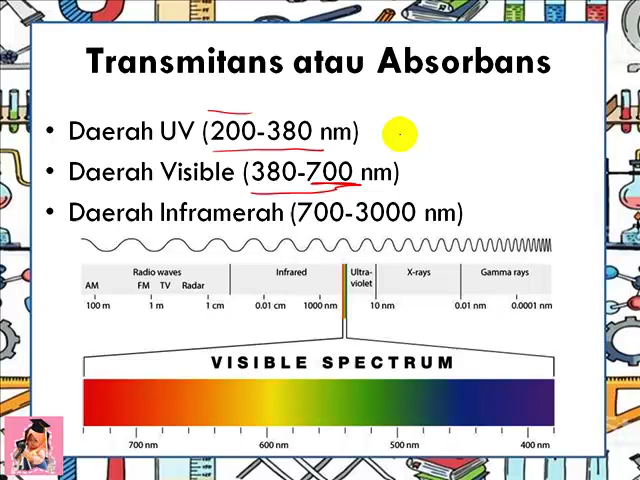 Transmitans atau Absorbans
• Daerah UV (200-380 nm)
• Daerah Visible (380-700 nm)
• Daerah Inframerah (700-3000 nm)
Radio waves Infrared Ultra-violet X-rays Gamma rays
AM FM TV Radar
100 m 1 m 1 cm 0.01 cm 1000 nm 10 nm 0.01 nm 0.0001 nm
VISIBLE SPECTRUM
700 nm 600 nm 500 nm 400 nm